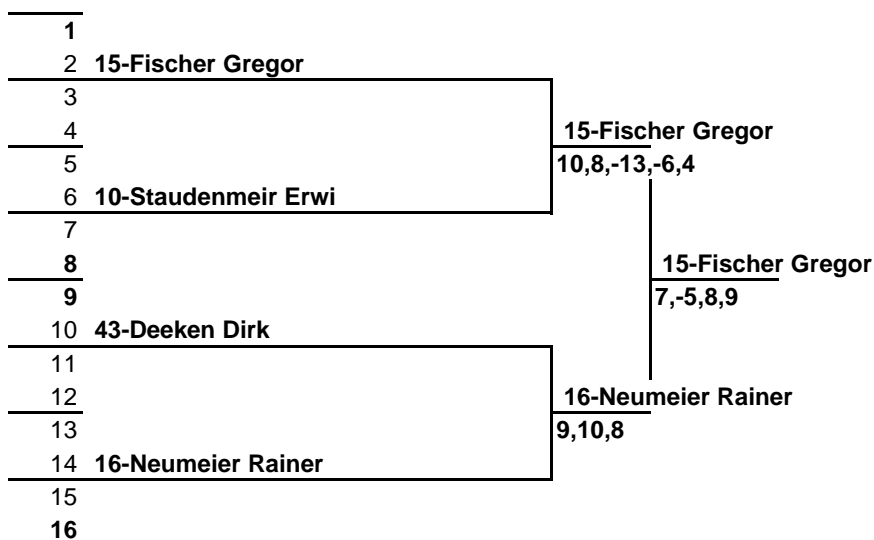 1
2 15-Fischer Gregor
3
4 15-Fischer Gregor
5 10,8,-13,-6,4
6 10-Staudenmeir Erwi
7
8 15-Fischer Gregor
9 7,-5,8,9
10 43-Deeken Dirk
11
12 16-Neumeier Rainer
13 9,10,8
14 16-Neumeier Rainer
15
16